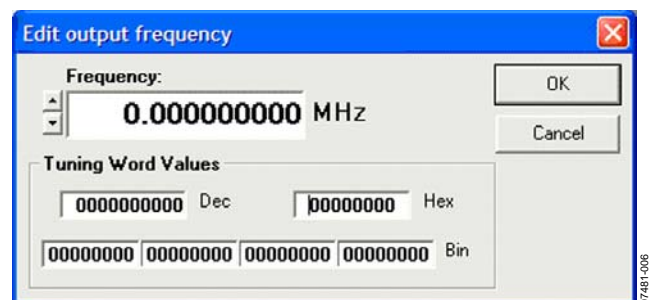 Edit output frequency
Frequency:
0.000000000 MHz
OK
Cancel
Tuning Word Values
0000000000 Dec 00000000 Hex
00000000 00000000 00000000 00000000 Bin
7481-006